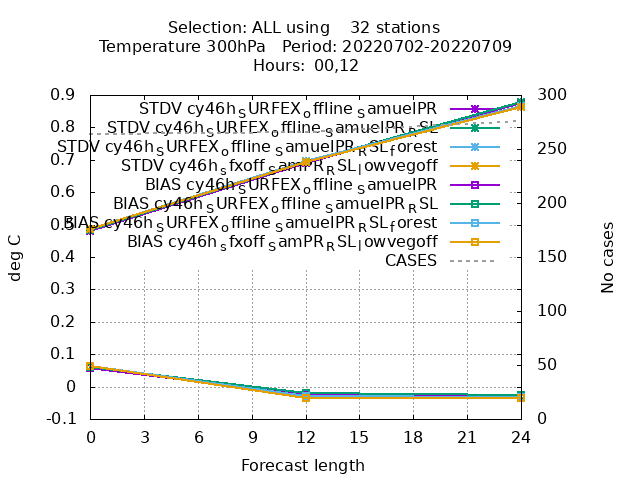 Selection: ALL using 32 stations
Temperature 300hPa Period: 20220702-20220709
Hours: 00,12
0.9
0.8
0.7
0.6
0.5
0.4
0.3
0.2
0.1
0
-0.1
deg C
STDV cy46h_SURFEX_offline_SamuelPR
STDV cy46h_SURFEX_offline_SamuelPR_RSL
STDV cy46h_SURFEX_offline_SamuelPR_RSL_forest
STDV cy46h_sfxoff_SamPR_RSL_lowvegoff
BIAS cy46h_SURFEX_offline_SamuelPR
BIAS cy46h_SURFEX_offline_SamuelPR_RSL
BIAS cy46h_SURFEX_offline_SamuelPR_RSL_forest
BIAS cy46h_sfxoff_SamPR_RSL_lowvegoff
CASES
300
250
200
150
100
50
0
No cases
0 3 6 9 12 15 18 21 24
Forecast length